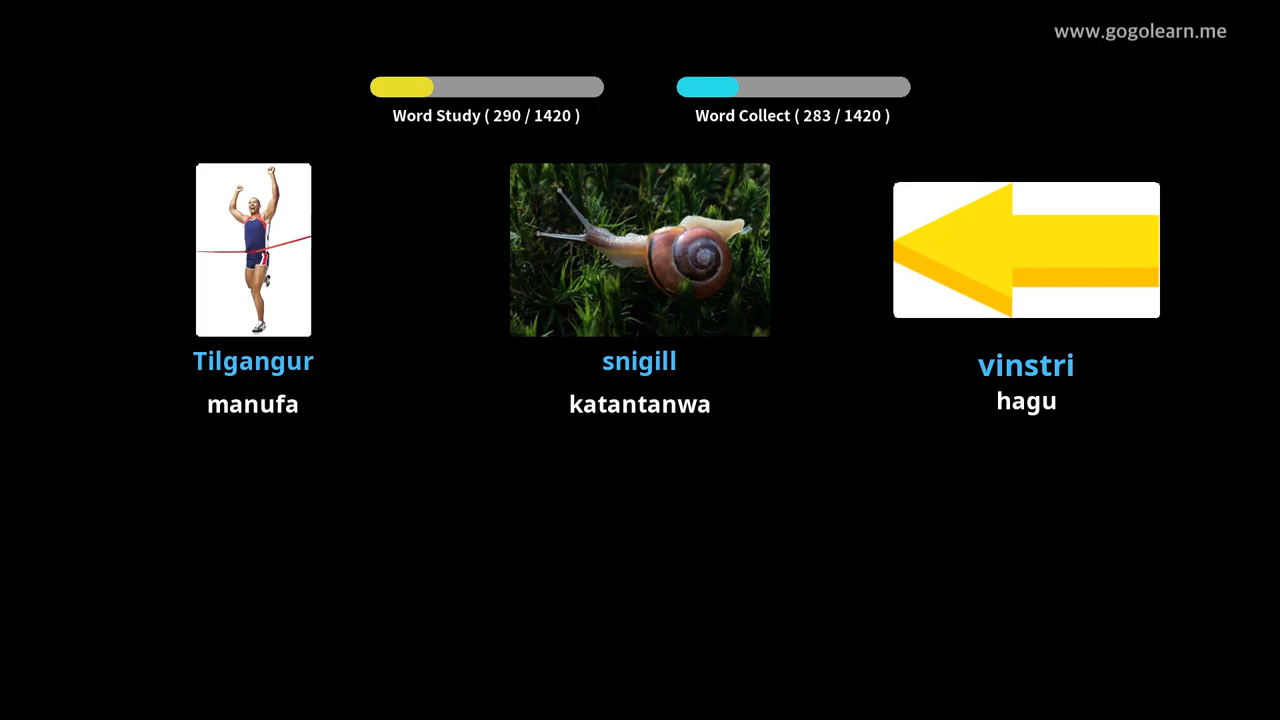 www.gogolearn.me
Word Study ( 290 / 1420 )
Word Collect ( 283 / 1420 )
Tilgangur
manufa
snigill
katantanwa
vinstri
hagu